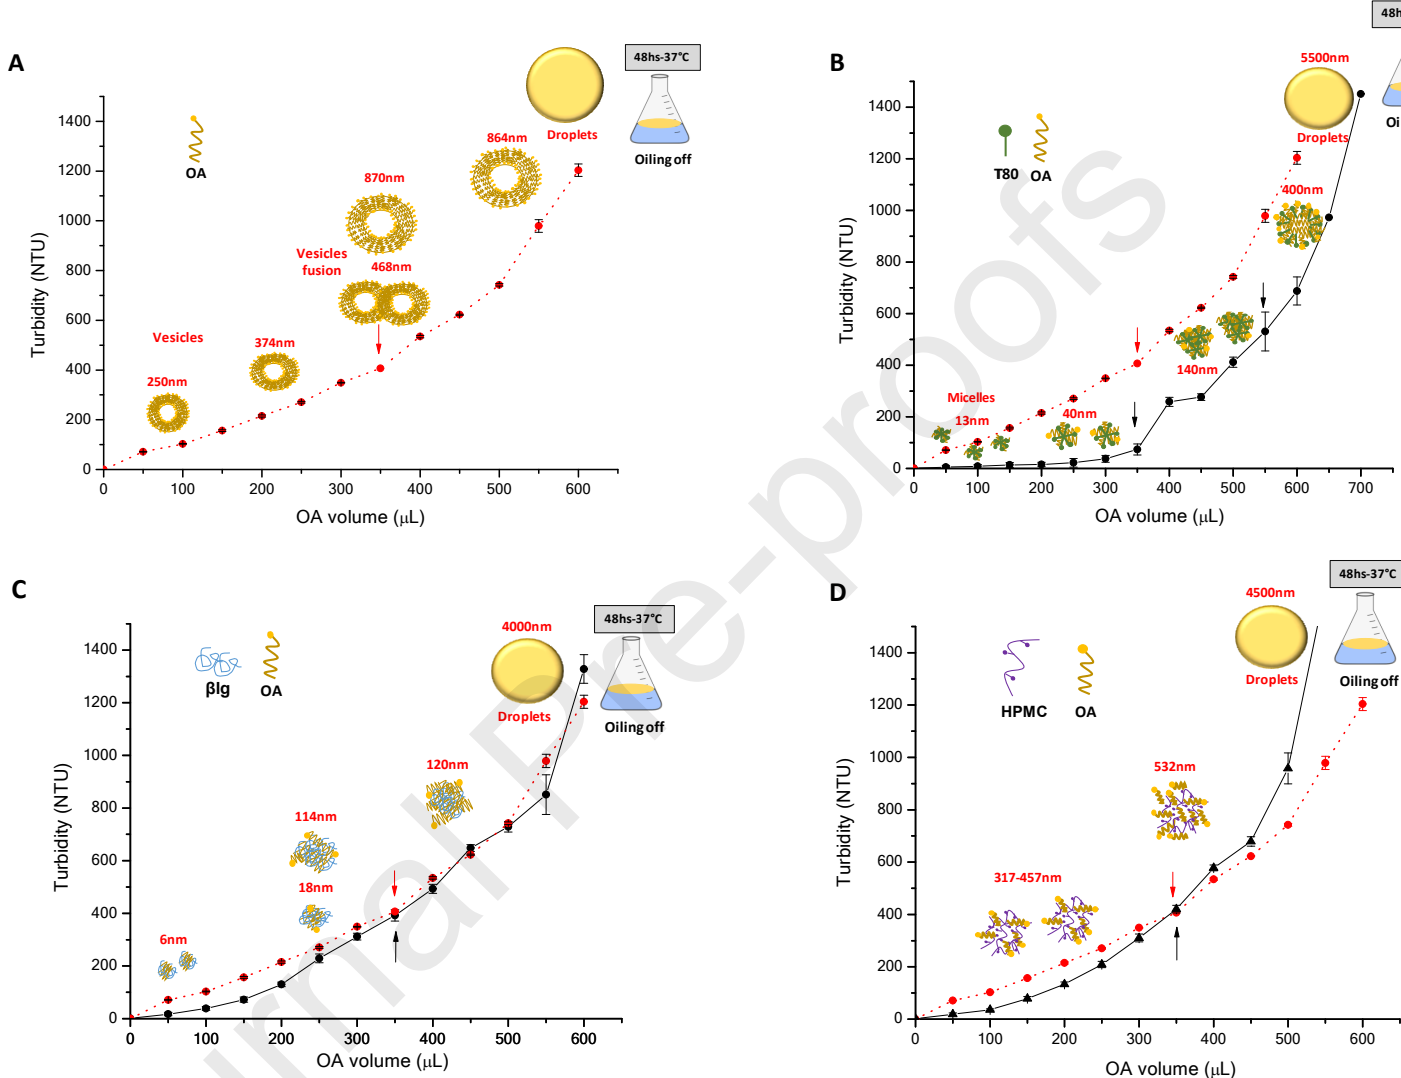 A
48hs-37°C
OA
250nm
Vesicles
374nm
Vesicles
fusion
468nm
870nm
864nm
Droplets
Oiling off
Turbidity (NTU)
0
200
400
600
800
1000
1200
1400
0 100 200 300 400 500 600
OA volume (µL)
B
48h
T80 OA
Micelles
13nm
40nm
140nm
400nm
5500nm
Droplets
Oi
Turbidity (NTU)
0
200
400
600
800
1000
1200
1400
0 100 200 300 400 500 600 700
OA volume (µL)
C
48hs-37°C
βlg OA
6nm
18nm
114nm
120nm
4000nm
Droplets
Oiling off
Turbidity (NTU)
0
200
400
600
800
1000
1200
1400
0 100 200 300 400 500 600
OA volume (µL)
D
48hs-37°C
HPMC OA
317-457nm
532nm
4500nm
Droplets
Oiling off
Turbidity (NTU)
0
200
400
600
800
1000
1200
1400
0 100 200 300 400 500 600
OA volume (µL)
urnal Pre-proofs